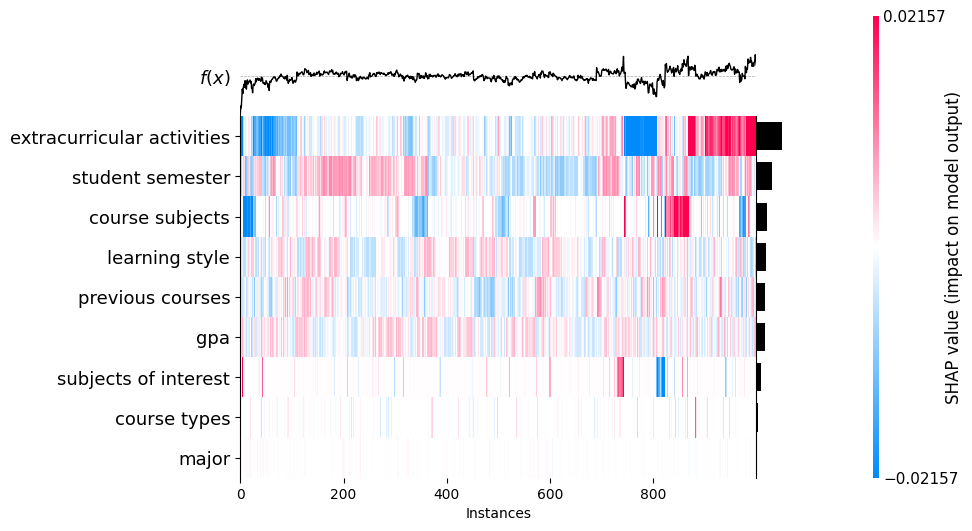 0.02157
f(x)
extracurricular activities
student semester
course subjects
learning style
previous courses
gpa
subjects of interest
course types
major
0 200 400 600 800
Instances
−0.02157
SHAP value (impact on model output)